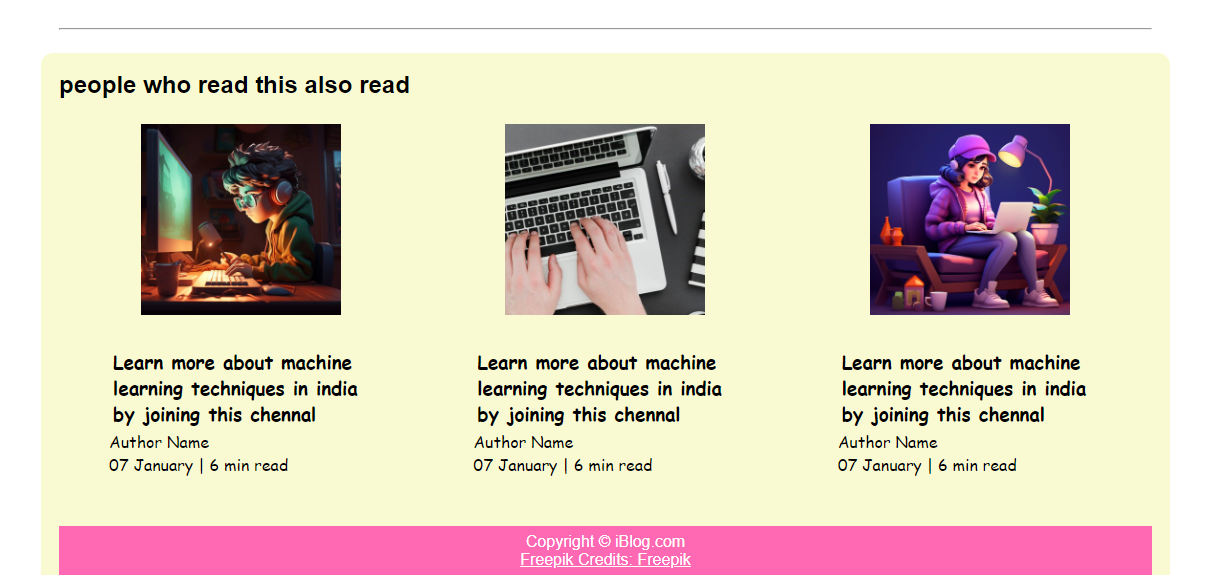 people who read this also read
Learn more about machine
learning techniques in india
by joining this chennal
Author Name
07 January | 6 min read
Learn more about machine
learning techniques in india
by joining this chennal
Author Name
07 January | 6 min read
Learn more about machine
learning techniques in india
by joining this chennal
Author Name
07 January | 6 min read
Copyright © iBlog.com
Freepik Credits: Freepik